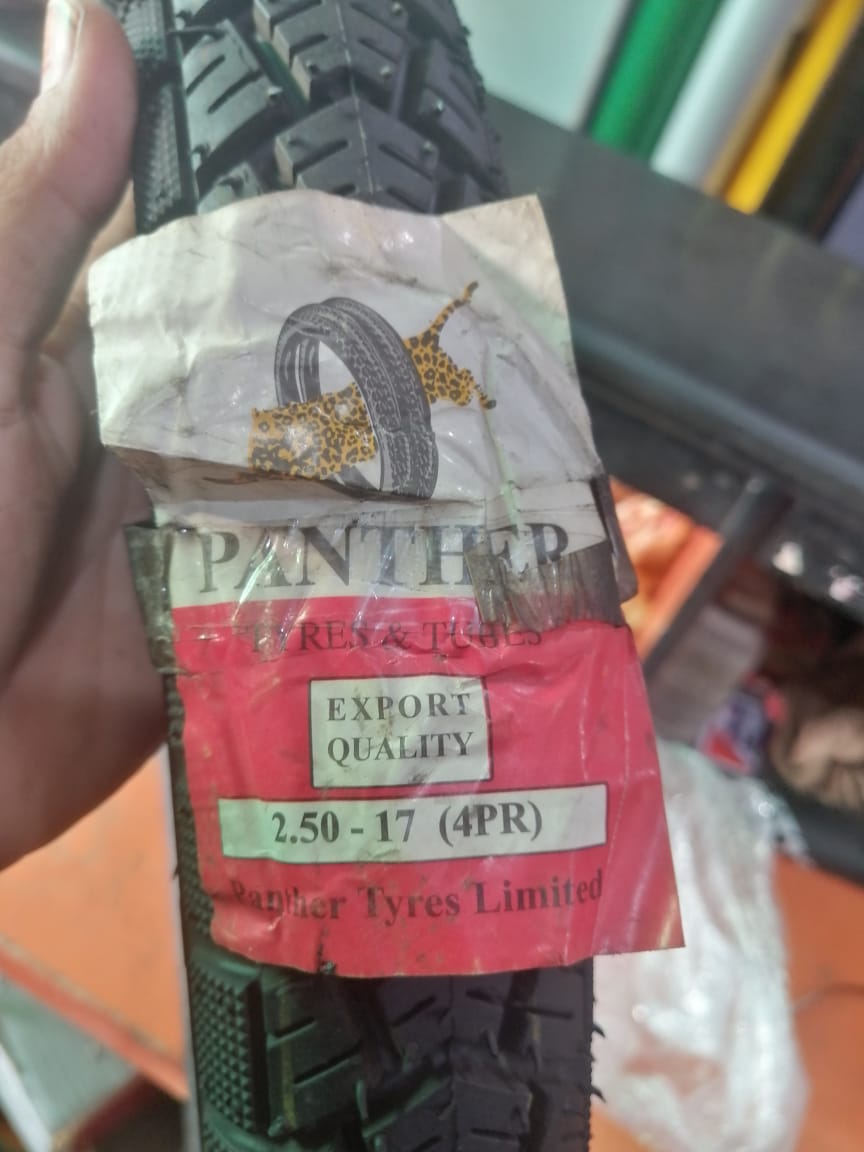 PANTHER
TYRES & TUBES
EXPORT
QUALITY
2.50 - 17 (4PR)
Panther Tyres Limited